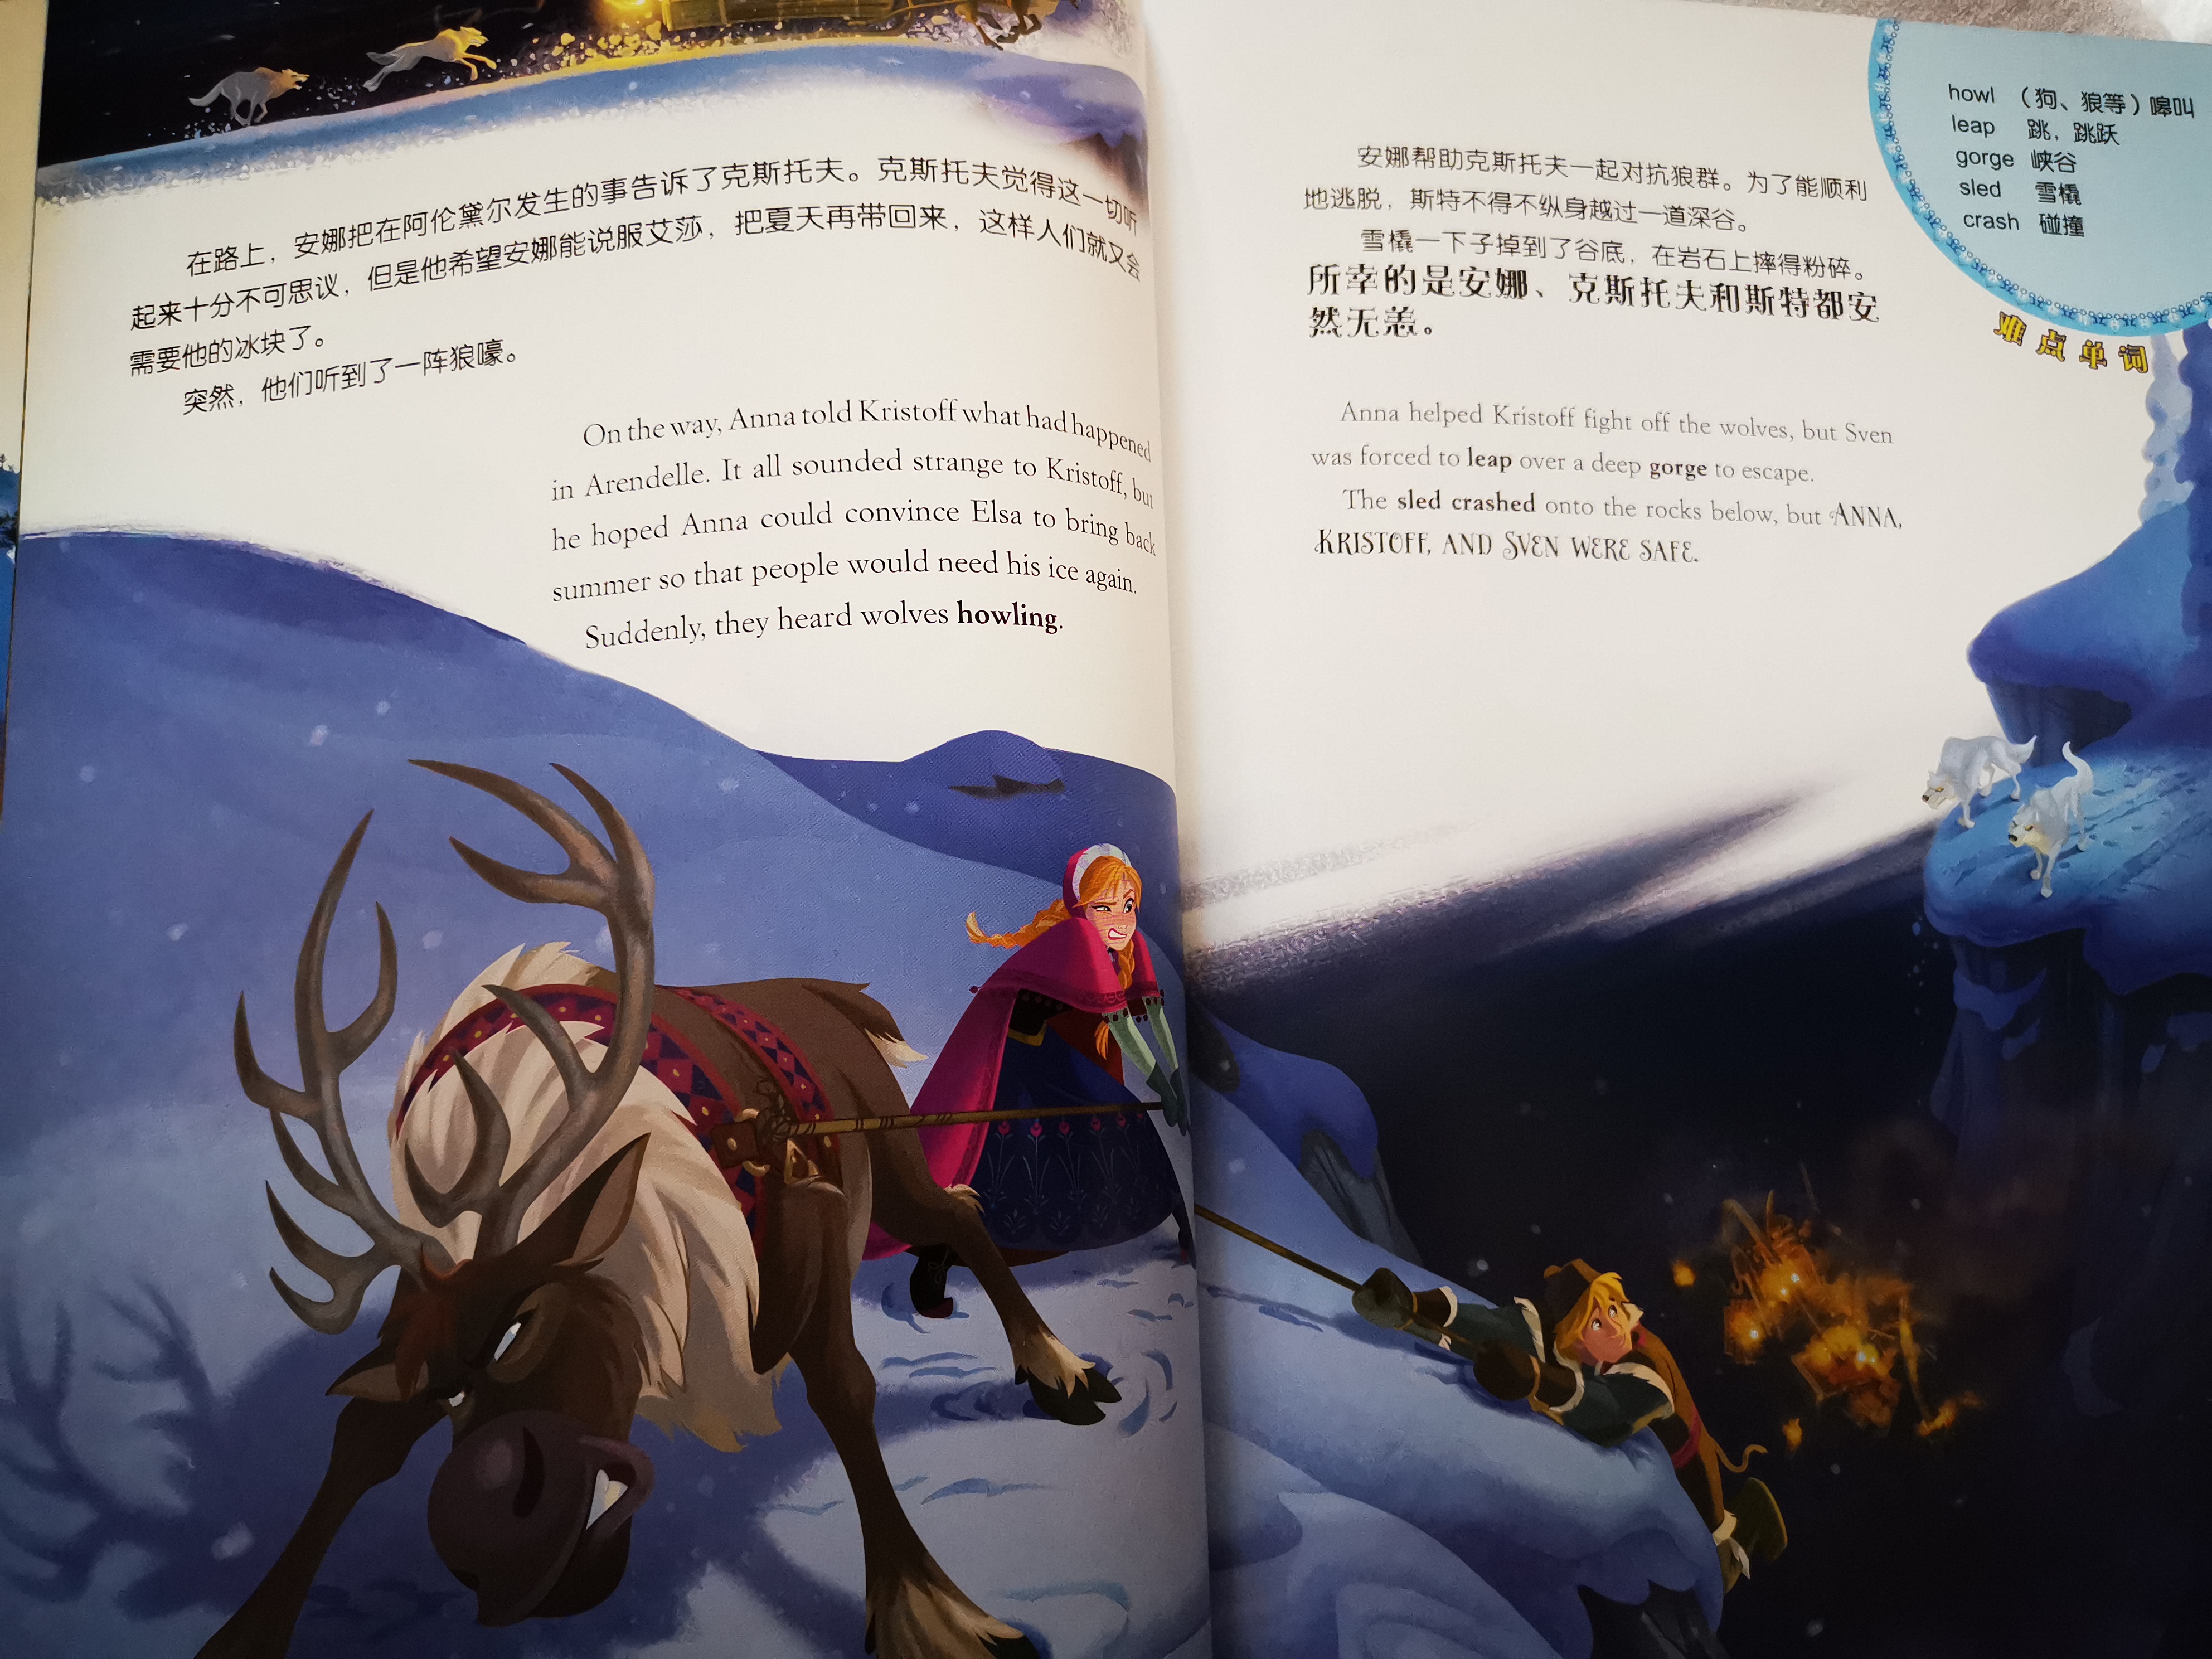 在路上，安娜把在阿伦黛尔发生的事告诉了克斯托夫。克斯托夫觉得这一切听
起来十分不可思议，但是他希望安娜能说服艾莎，把夏天再带回来，这样人们就又会
需要他的冰块了。
突然，他们听到了一阵狼嚎。
On the way, Anna told Kristoff what had happened
in Arendelle. It all sounded strange to Kristoff, but
he hoped Anna could convince Elsa to bring back
summer so that people would need his ice again.
Suddenly, they heard wolves howling.
安娜帮助克斯托夫一起对抗狼群。为了能顺利
地逃脱，斯特不得不纵身越过一道深谷。
雪橇一下子掉到了谷底，在岩石上摔得粉碎。
所幸的是安娜、克斯托夫和斯特都安
然无恙。
Anna helped Kristoff fight off the wolves, but Sven
was forced to leap over a deep gorge to escape.
The sled crashed onto the rocks below, but ANNA,
KRISTOFF, AND SVEN WERE SAFE.
howl （狗、狼等）嗥叫
leap 跳，跳跃
gorge 峡谷
sled 雪橇
crash 碰撞
难点单词